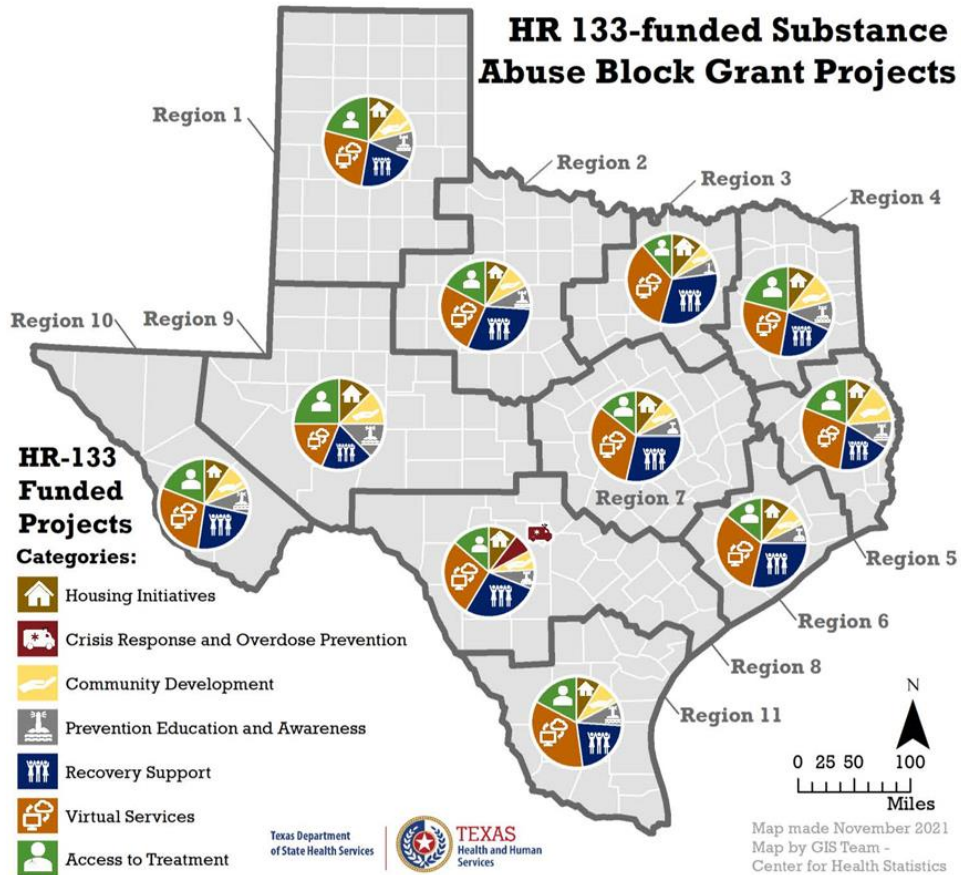 HR 133-funded Substance
Abuse Block Grant Projects
Region 1
Region 2
Region 3
Region 4
Region 10
Region 9
HR-133
Funded
Projects
Categories:
Region 7
Region 5
Housing Initiatives
Region 6
Crisis Response and Overdose Prevention
Region 8
Community Development
Region 11
Prevention Education and Awareness
Recovery Support
Virtual Services
Access to Treatment
N
0 25 50 100
Miles
Texas Department
of State Health Services
TEXAS
Health and Human
Services
Map made November 2021
Map by GIS Team -
Center for Health Statistics